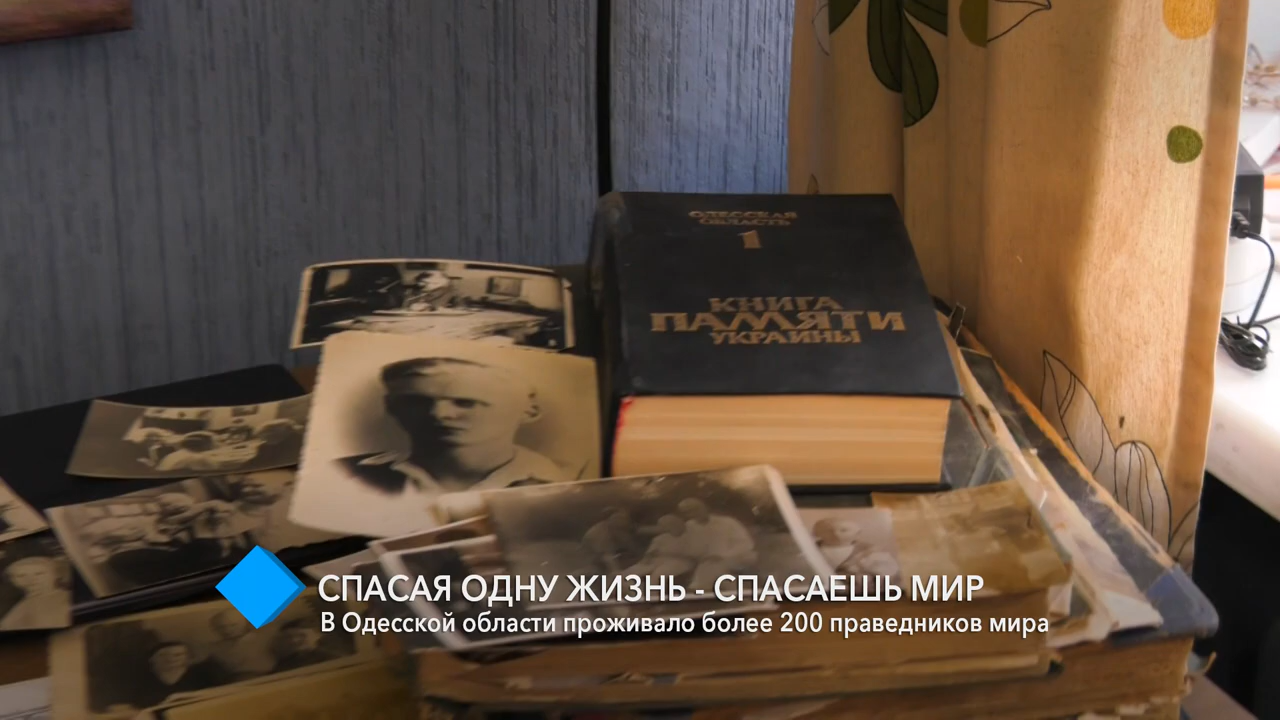 ОДЕССКАЯ
ОБЛАСТЬ
1
КНИГА
ПАМЯТИ
УКРАИНЫ
СПАСАЯ ОДНУ ЖИЗНЬ - СПАСАЕШЬ МИР
В Одесской области проживало более 200 праведников мира